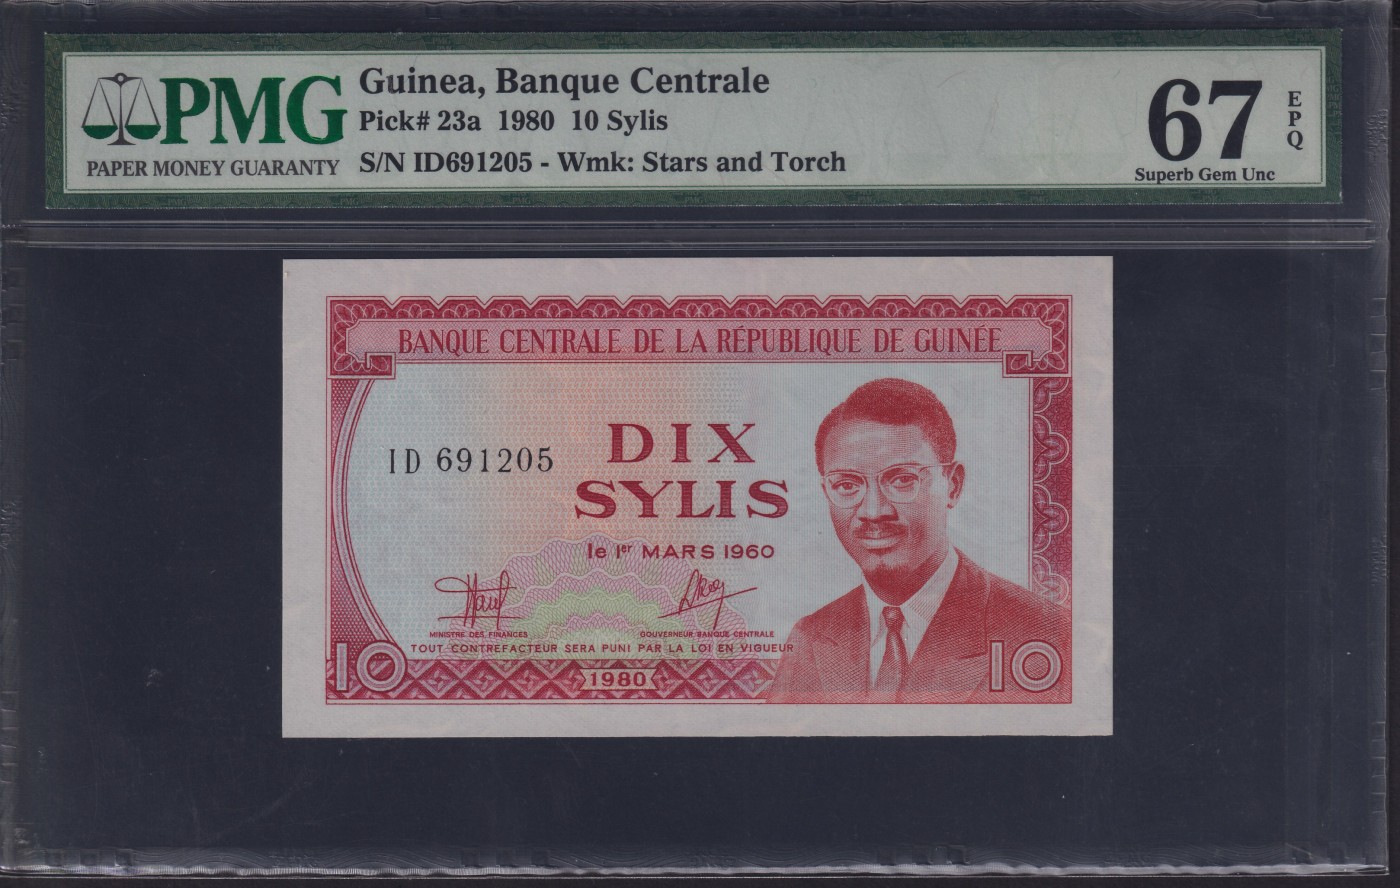 PMG
PAPER MONEY GUARANTY
Guinea, Banque Centrale
Pick# 23a 1980 10 Sylis
S/N ID691205 - Wmk: Stars and Torch
67
EPQ
Superb Gem Unc
BANQUE CENTRALE DE LA RÉPUBLIQUE DE GUINÉE
ID 691205
DIX
SYLIS
le 1er MARS 1960
MINISTRE DES FINANCES
GOUVERNEUR BANQUE CENTRALE
TOUT CONTREFACTEUR SERA PUNI PAR LA LOI EN VIGUEUR
10
1980
10